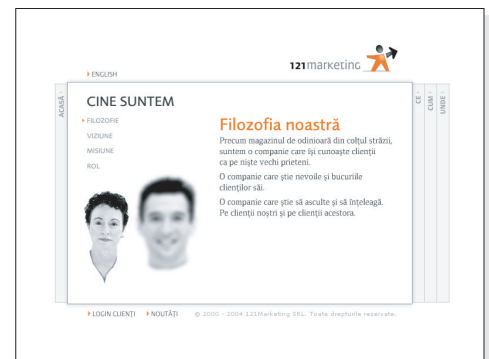 121marketing
ENGLISH
ACASĂ
CINE SUNTEM
FILOZOFIE
VIZIUNE
MISIUNE
ROL
Filozofia noastră
Precum magazinul de odinioară din colțul străzii,
suntem o companie care își cunoaște clienții
ca pe niște vechi prieteni.
O companie care știe nevoile și bucuriile
clienților săi.
O companie care știe să asculte și să înțeleagă.
Pe clienții noștri și pe clienții acestora.
CE
CUM
UNDE
LOGIN CLIENȚI
NOUTĂȚI
© 2000 - 2004 121Marketing SRL. Toate drepturile rezervate.